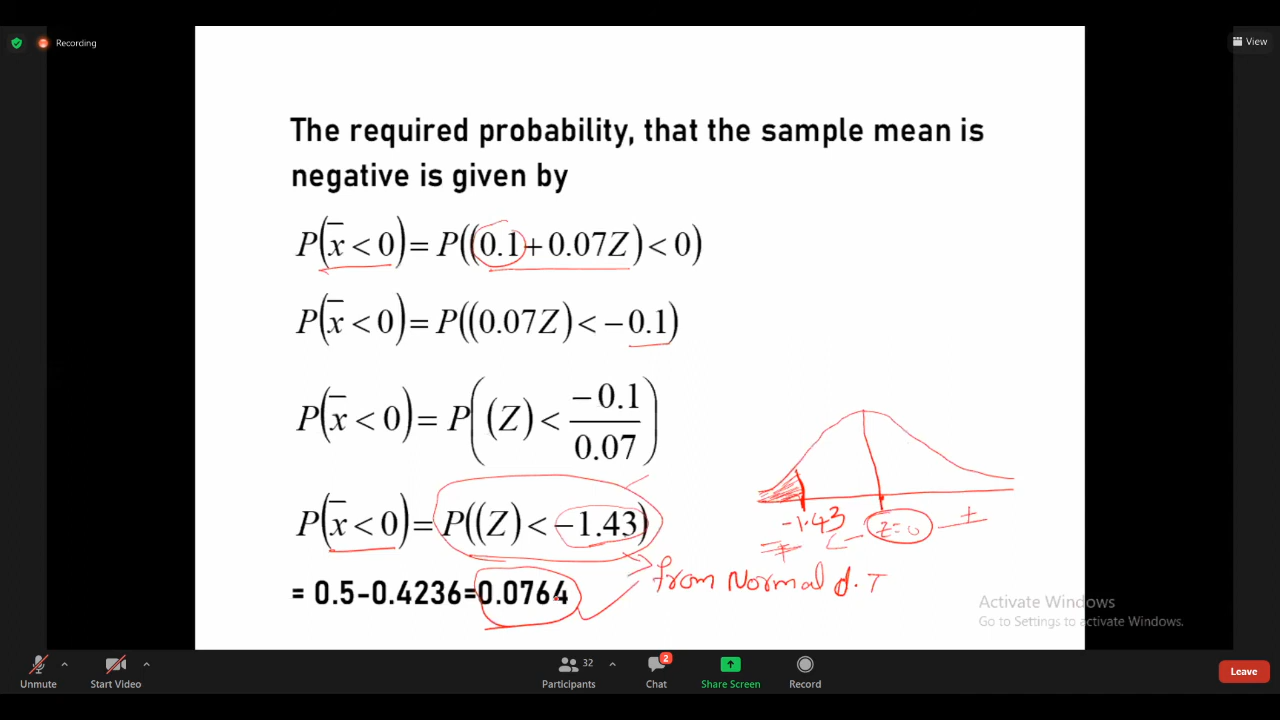 Recording
View
The required probability, that the sample mean is
negative is given by
P(x̅ < 0) = P((0.1 + 0.07Z) < 0)
P(x̅ < 0) = P((0.07Z) < −0.1)
P(x̅ < 0) = P((Z) < −0.1/0.07)
P(x̅ < 0) = P((Z) < −1.43)
-1.43 z=0 +
= 0.5-0.4236=0.0764
from Normal d. T
Activate Windows
Go to Settings to activate Windows.
Unmute Start Video 32 Participants 2 Chat Share Screen Record Leave